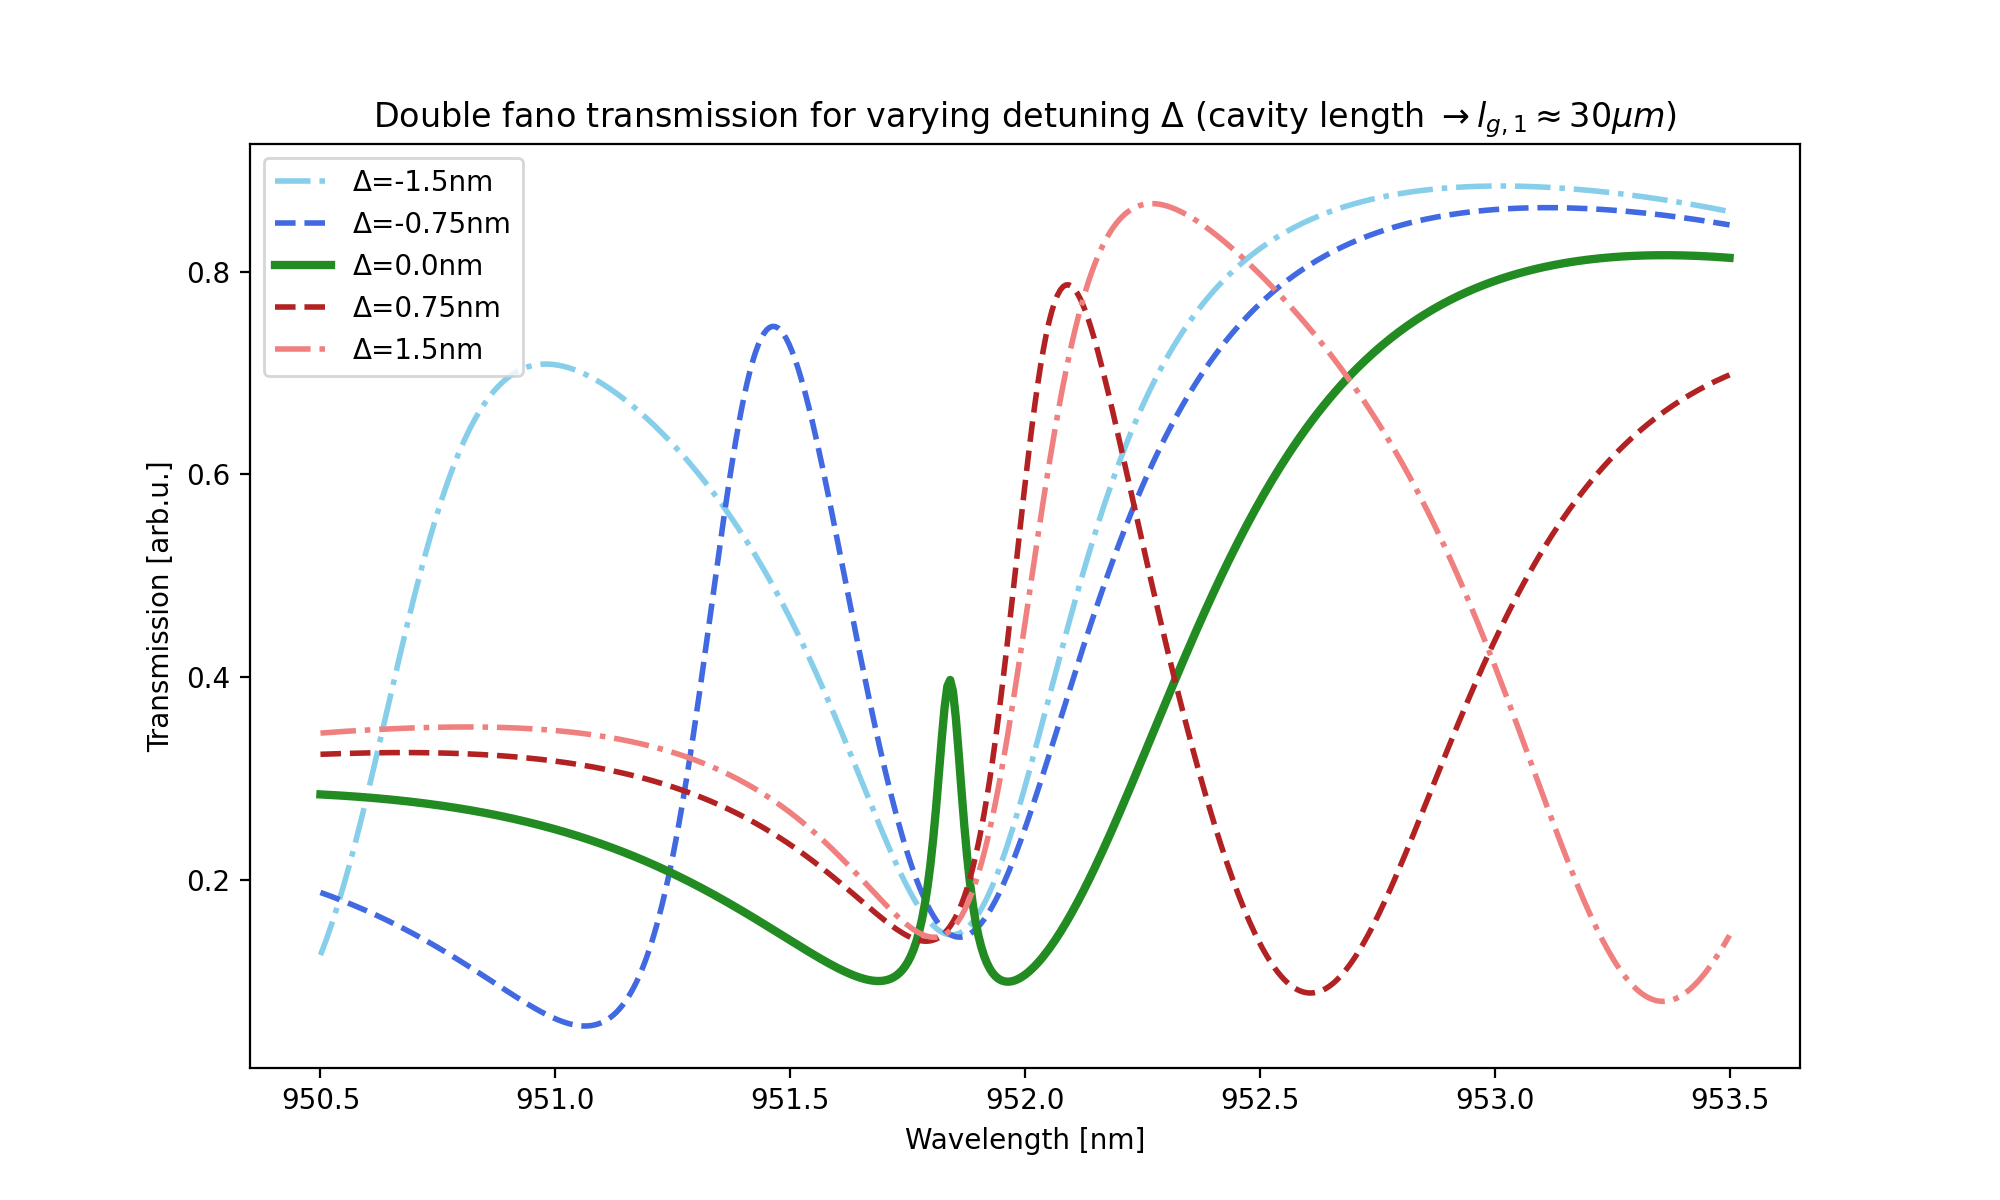 Double fano transmission for varying detuning Δ (cavity length → l_{g,1} ≈ 30μm)
Δ=-1.5nm
Δ=-0.75nm
Δ=0.0nm
Δ=0.75nm
Δ=1.5nm
Transmission [arb.u.]
0.8
0.6
0.4
0.2
950.5 951.0 951.5 952.0 952.5 953.0 953.5
Wavelength [nm]